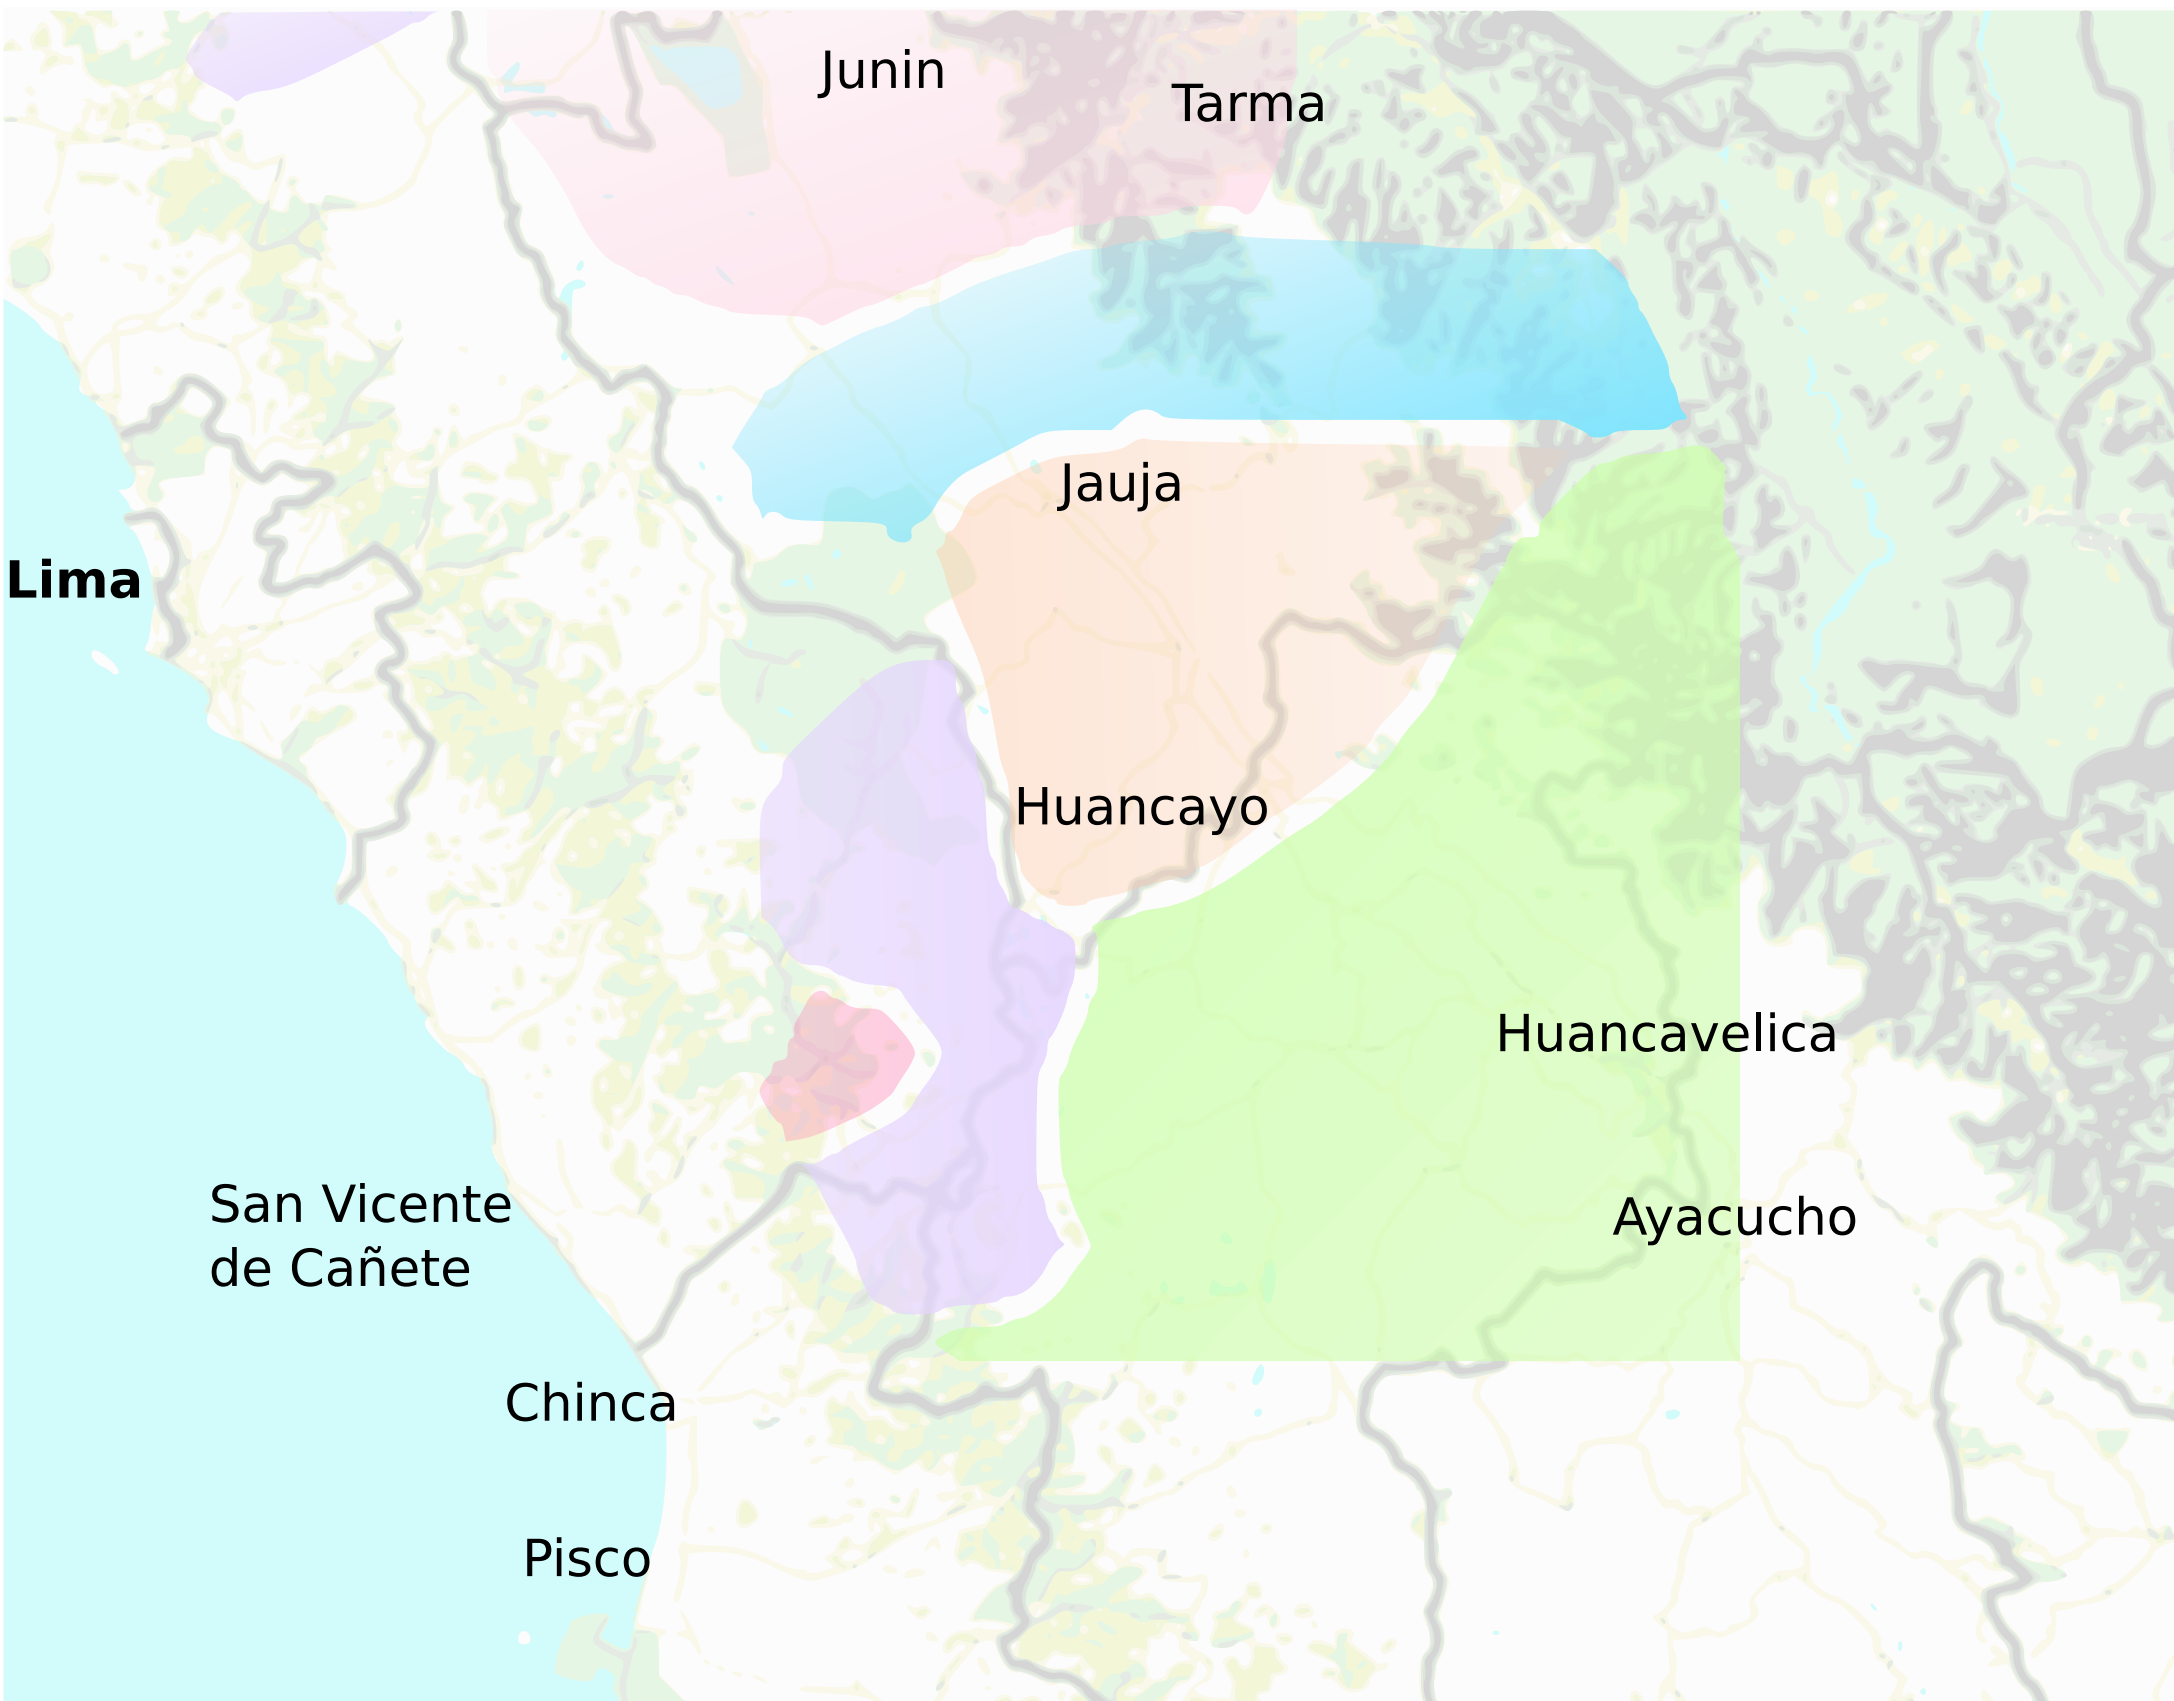 Junin
Tarma
Jauja
Lima
Huancayo
Huancavelica
San Vicente
de Cañete
Ayacucho
Chinca
Pisco